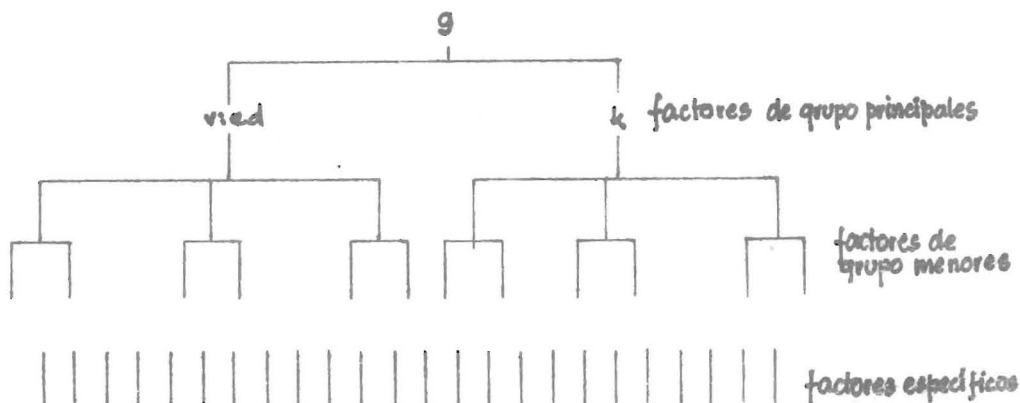 g
v:ed
k
factores de grupo principales
factores de
grupo menores
factores específicos